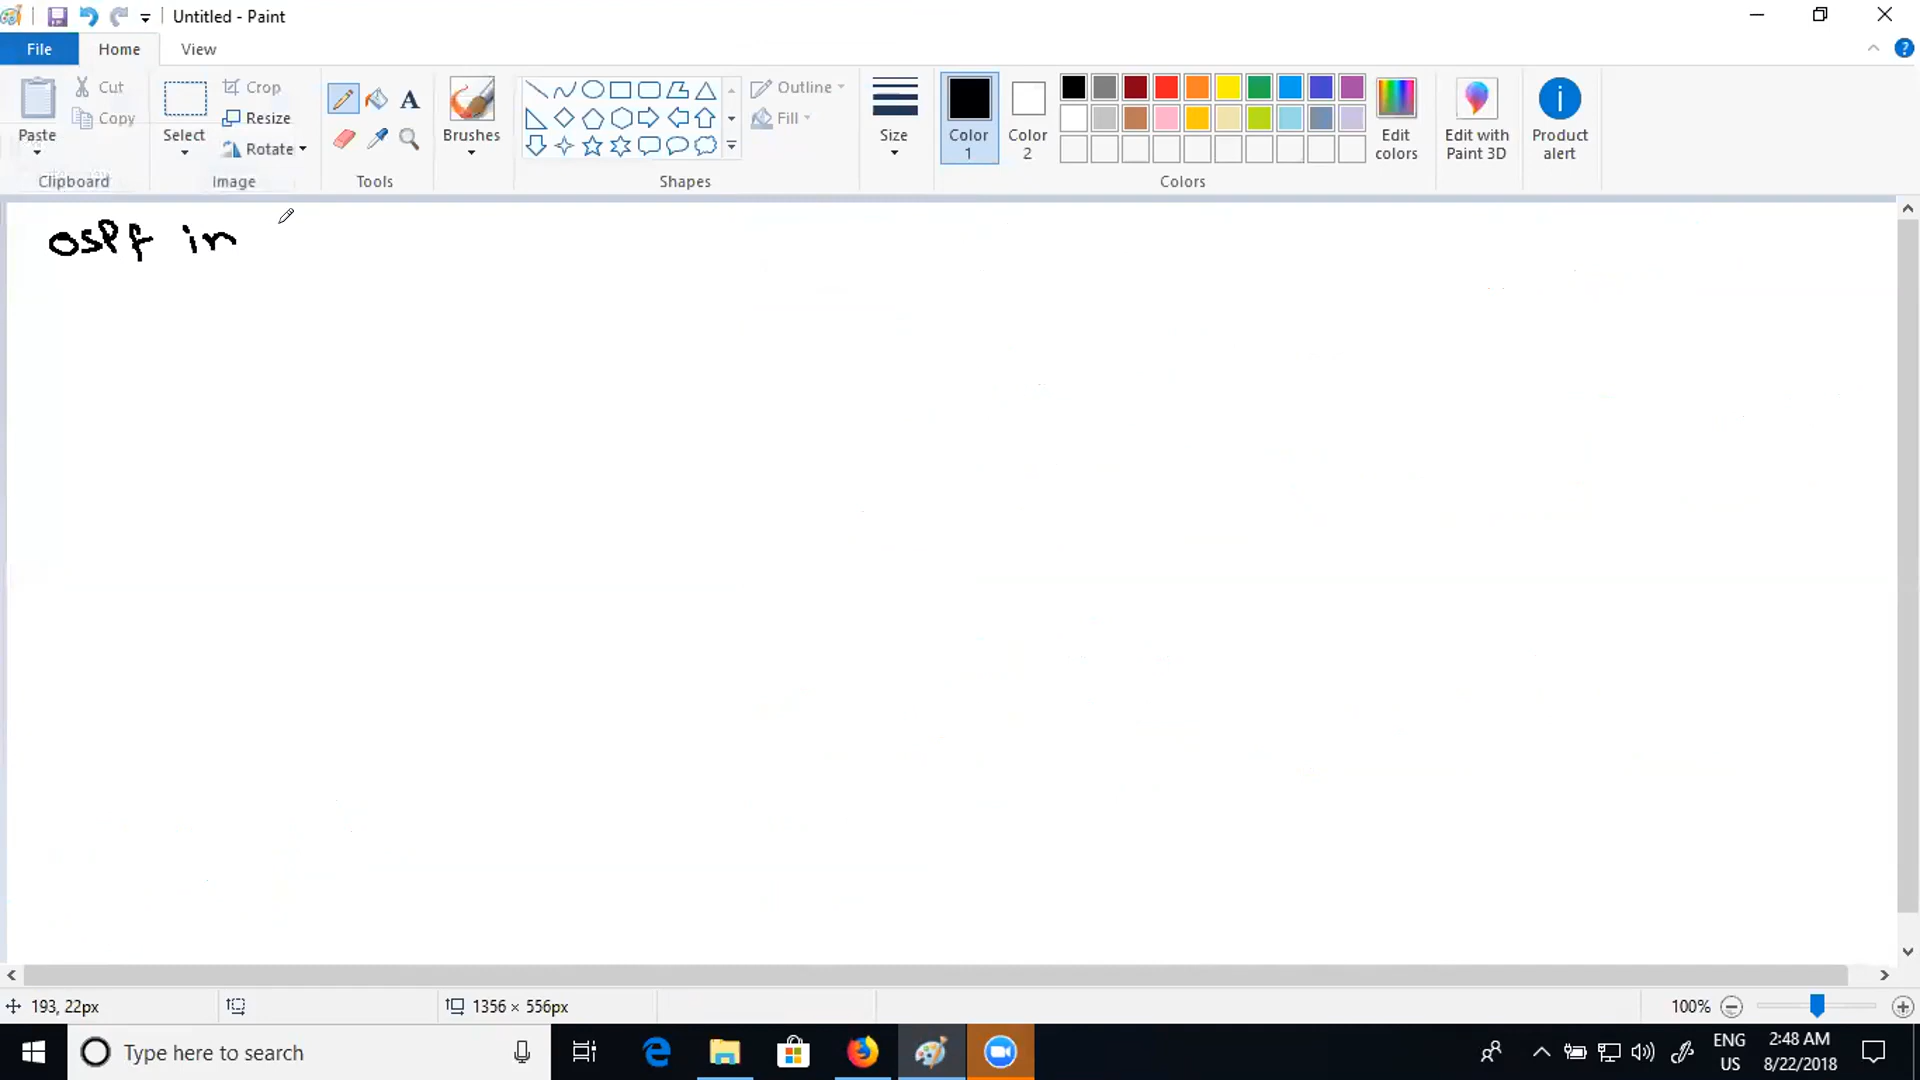 Untitled - Paint
File Home View
Paste Cut Copy Clipboard
Select Crop Resize Rotate Image
Tools
Brushes
Shapes
Outline Fill
Size
Color 1
Color 2
Edit colors
Colors
Edit with Paint 3D
Product alert
osPf in
193, 22px 1356 × 556px 100%
Type here to search
ENG US
2:48 AM
8/22/2018